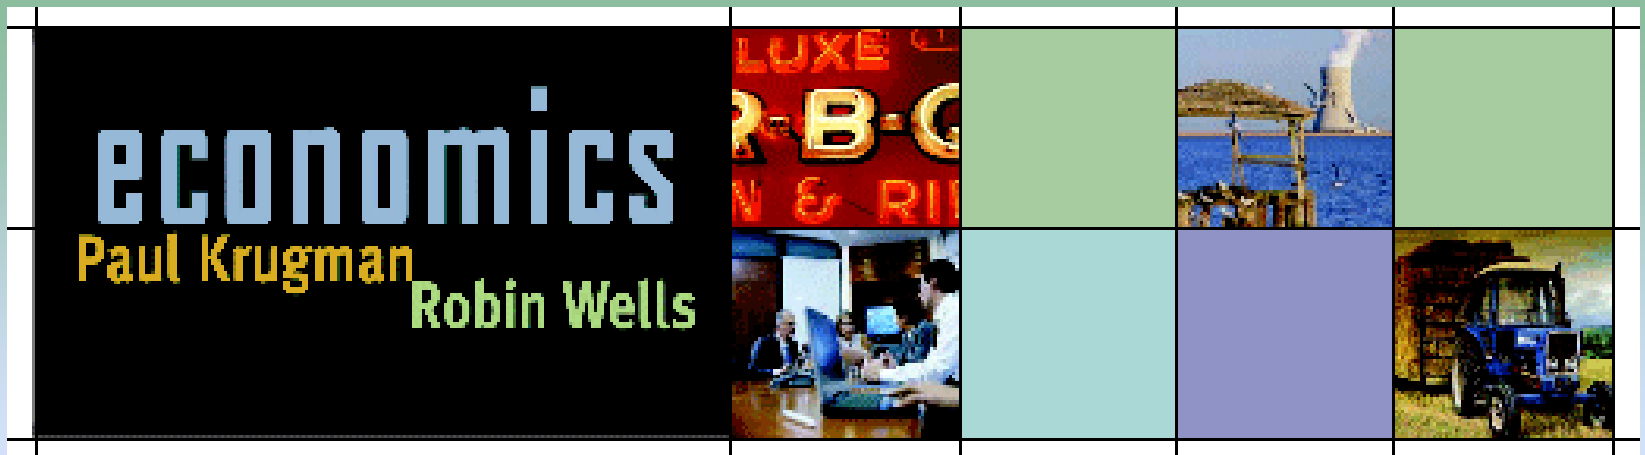 economics
Paul Krugman
Robin Wells
LUXE
R-B-Q
N & RI